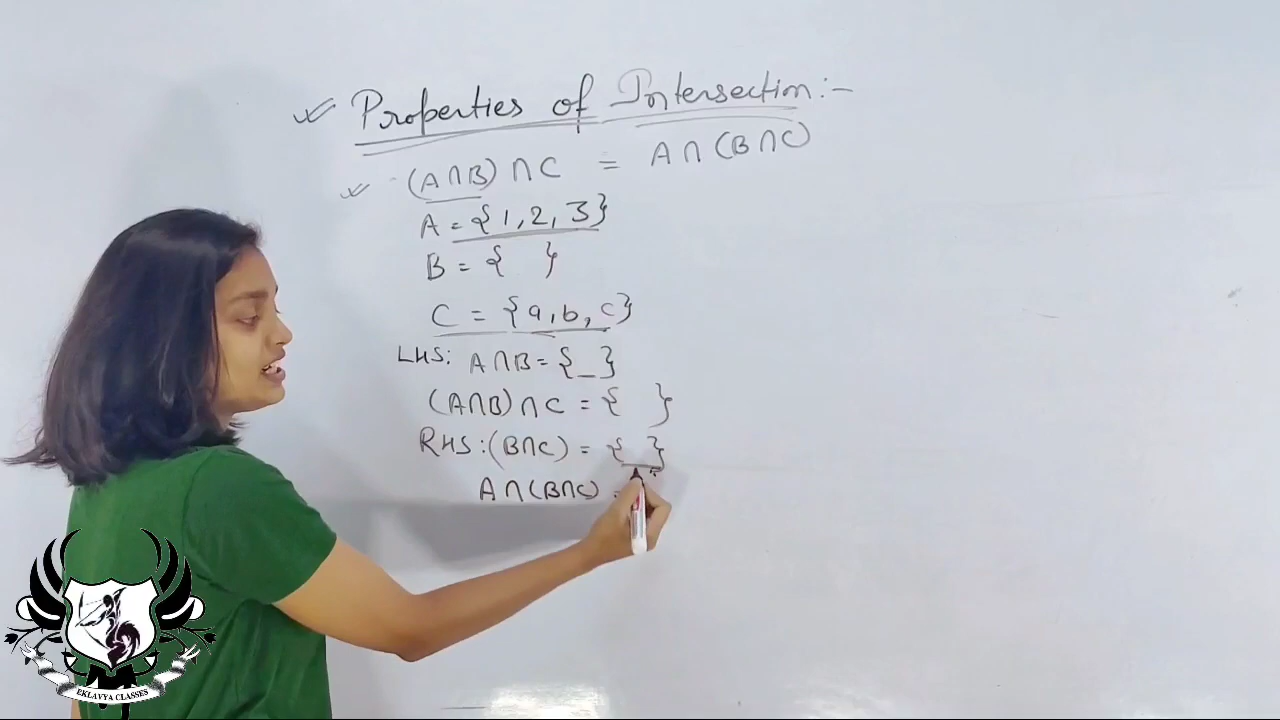 Properties of Intersection:-
(A∩B)∩C = A∩(B∩C)
A = {1, 2, 3}
B = { }
C = {a, b, c}
LHS: A∩B = {_}
(A∩B)∩C = { }
RHS: (B∩C) = { }
A∩(B∩C) =
EKLAVYA CLASSES